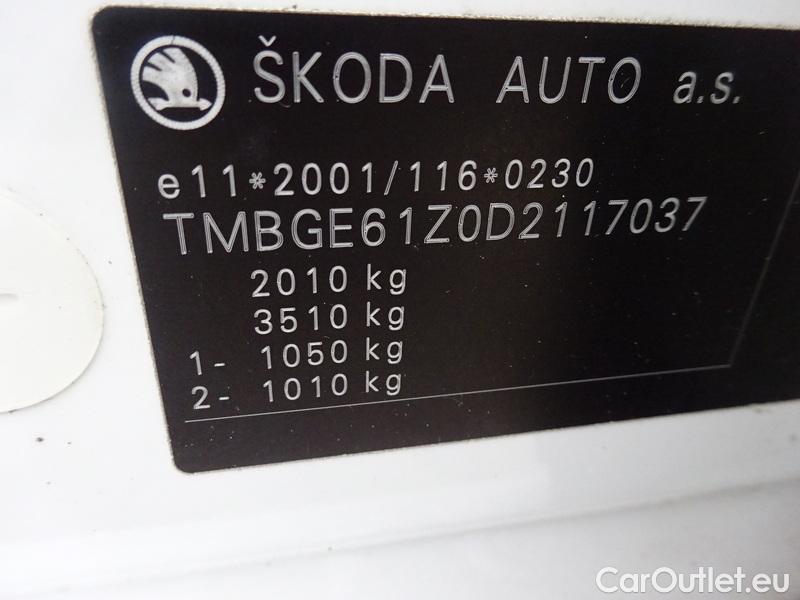 ŠKODA AUTO a.s.
e11*2001/116*0230
TMBGE61Z0D2117037
2010 kg
3510 kg
1- 1050 kg
2- 1010 kg
CarOutlet.eu